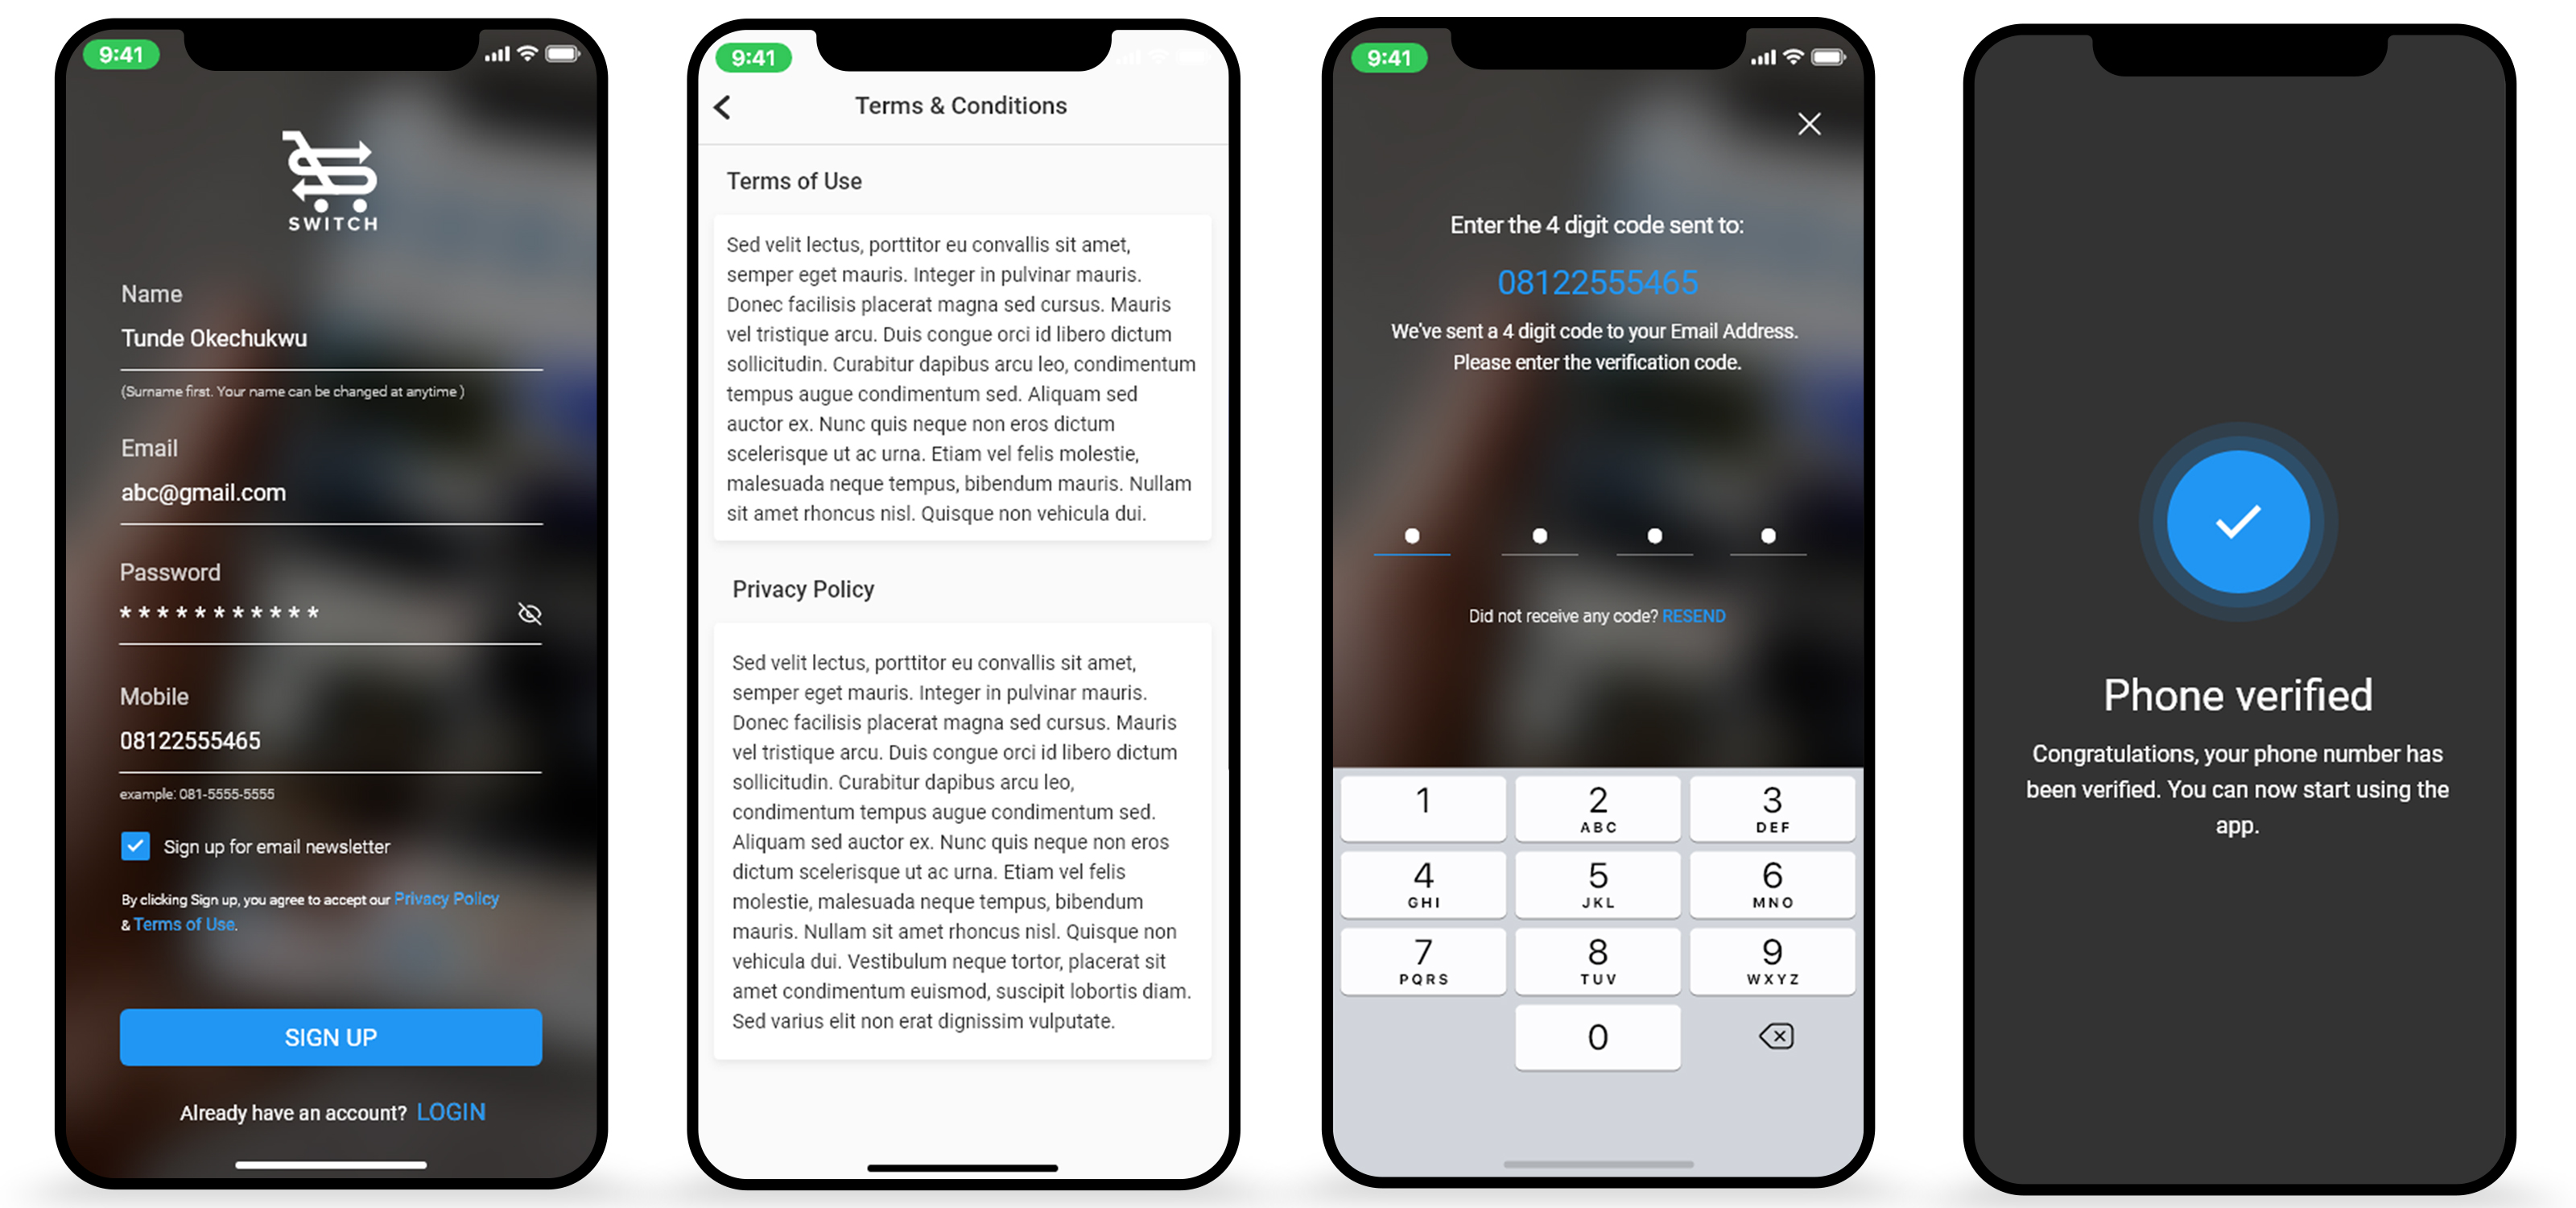 9:41
SWITCH
Name
Tunde Okechukwu
(Surname first. Your name can be changed at anytime )
Email
abc@gmail.com
Password
* * * * * * * * * * *
Mobile
08122555465
example: 081-5555-5555
Sign up for email newsletter
By clicking Sign up, you agree to accept our Privacy Policy
& Terms of Use.
SIGN UP
Already have an account? LOGIN
9:41
Terms & Conditions
Terms of Use
Sed velit lectus, porttitor eu convallis sit amet,
semper eget mauris. Integer in pulvinar mauris.
Donec facilisis placerat magna sed cursus. Mauris
vel tristique arcu. Duis congue orci id libero dictum
sollicitudin. Curabitur dapibus arcu leo, condimentum
tempus augue condimentum sed. Aliquam sed
auctor ex. Nunc quis neque non eros dictum
scelerisque ut ac urna. Etiam vel felis molestie,
malesuada neque tempus, bibendum mauris. Nullam
sit amet rhoncus nisl. Quisque non vehicula dui.
Privacy Policy
Sed velit lectus, porttitor eu convallis sit amet,
semper eget mauris. Integer in pulvinar mauris.
Donec facilisis placerat magna sed cursus. Mauris
vel tristique arcu. Duis congue orci id libero dictum
sollicitudin. Curabitur dapibus arcu leo,
condimentum tempus augue condimentum sed.
Aliquam sed auctor ex. Nunc quis neque non eros
dictum scelerisque ut ac urna. Etiam vel felis
molestie, malesuada neque tempus, bibendum
mauris. Nullam sit amet rhoncus nisl. Quisque non
vehicula dui. Vestibulum neque tortor, placerat sit
amet condimentum euismod, suscipit lobortis diam.
Sed varius elit non erat dignissim vulputate.
9:41
Enter the 4 digit code sent to:
08122555465
We've sent a 4 digit code to your Email Address.
Please enter the verification code.
Did not receive any code? RESEND
1 2 3
ABC DEF
4 5 6
GHI JKL MNO
7 8 9
PQRS TUV WXYZ
0
Phone verified
Congratulations, your phone number has
been verified. You can now start using the
app.